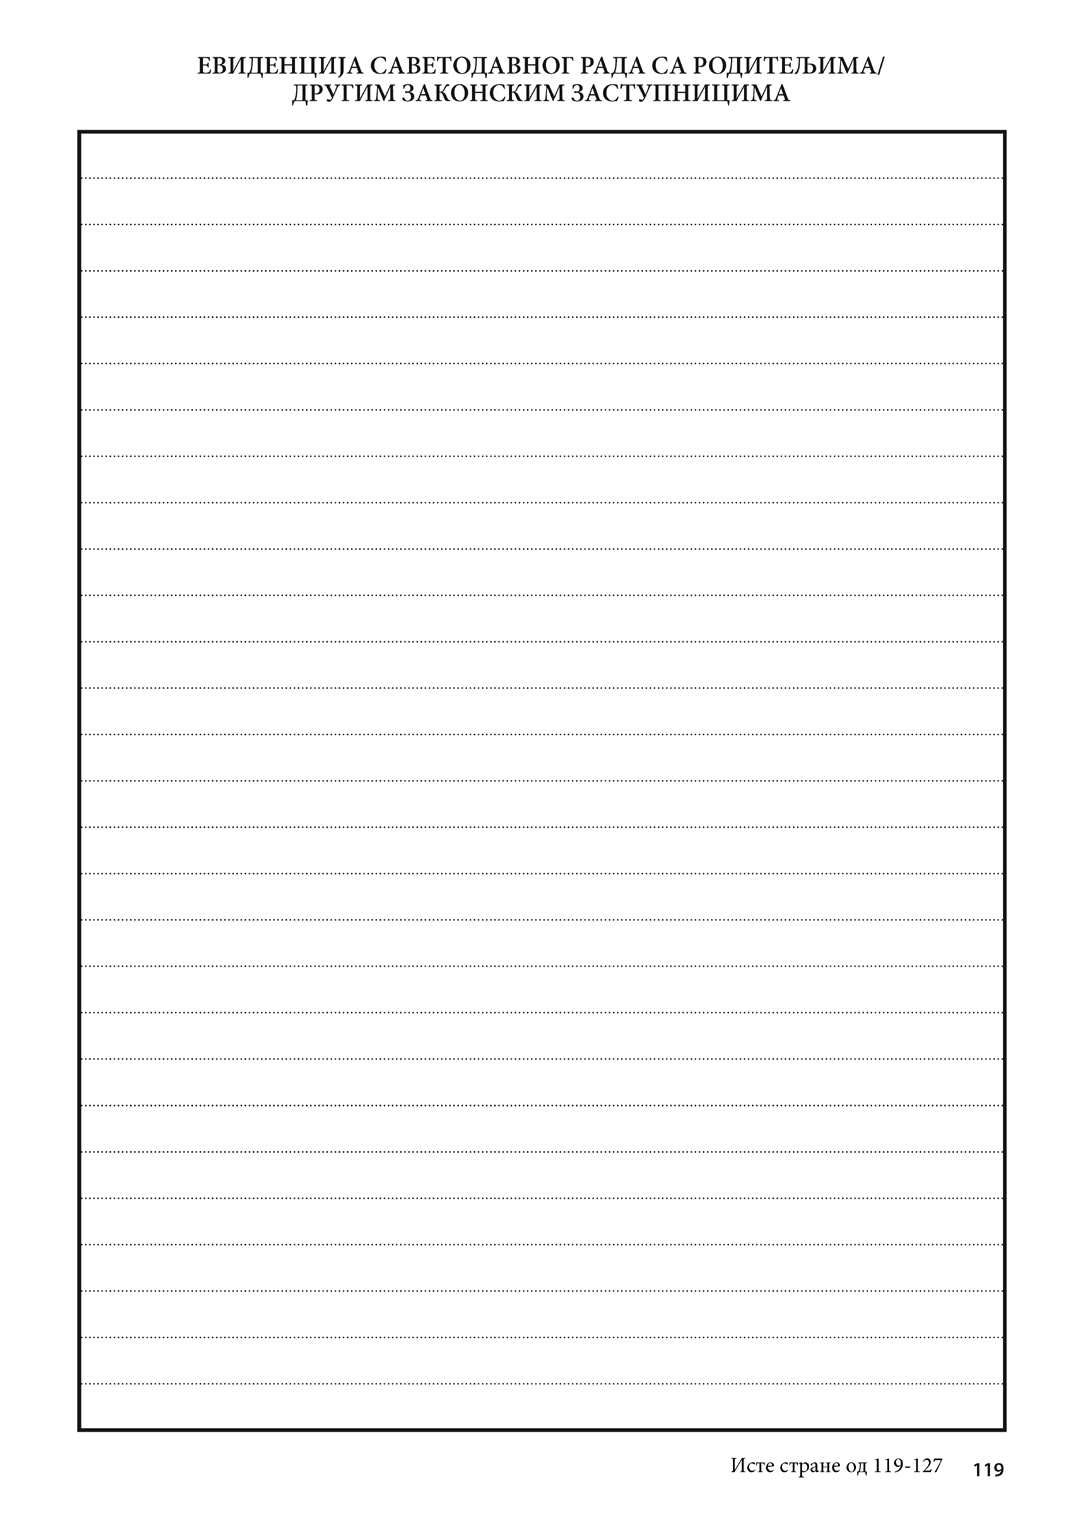 ЕВИДЕНЦИЈА САВЕТОДАВНОГ РАДА СА РОДИТЕЉИМА/
ДРУГИМ ЗАКОНСКИМ ЗАСТУПНИЦИМА
Исте стране од 119-127 119